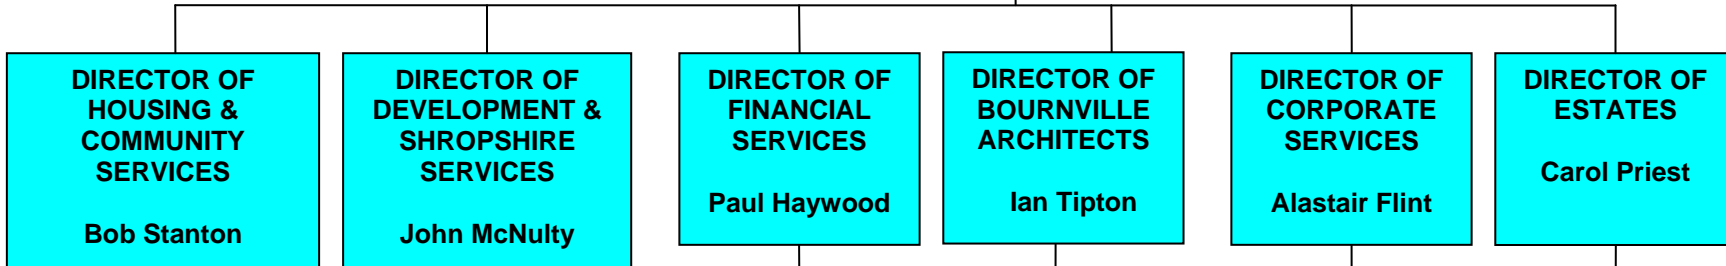 DIRECTOR OF
HOUSING &
COMMUNITY
SERVICES
Bob Stanton
DIRECTOR OF
DEVELOPMENT &
SHROPSHIRE
SERVICES
John McNulty
DIRECTOR OF
FINANCIAL
SERVICES
Paul Haywood
DIRECTOR OF
BOURNVILLE
ARCHITECTS
Ian Tipton
DIRECTOR OF
CORPORATE
SERVICES
Alastair Flint
DIRECTOR OF
ESTATES
Carol Priest